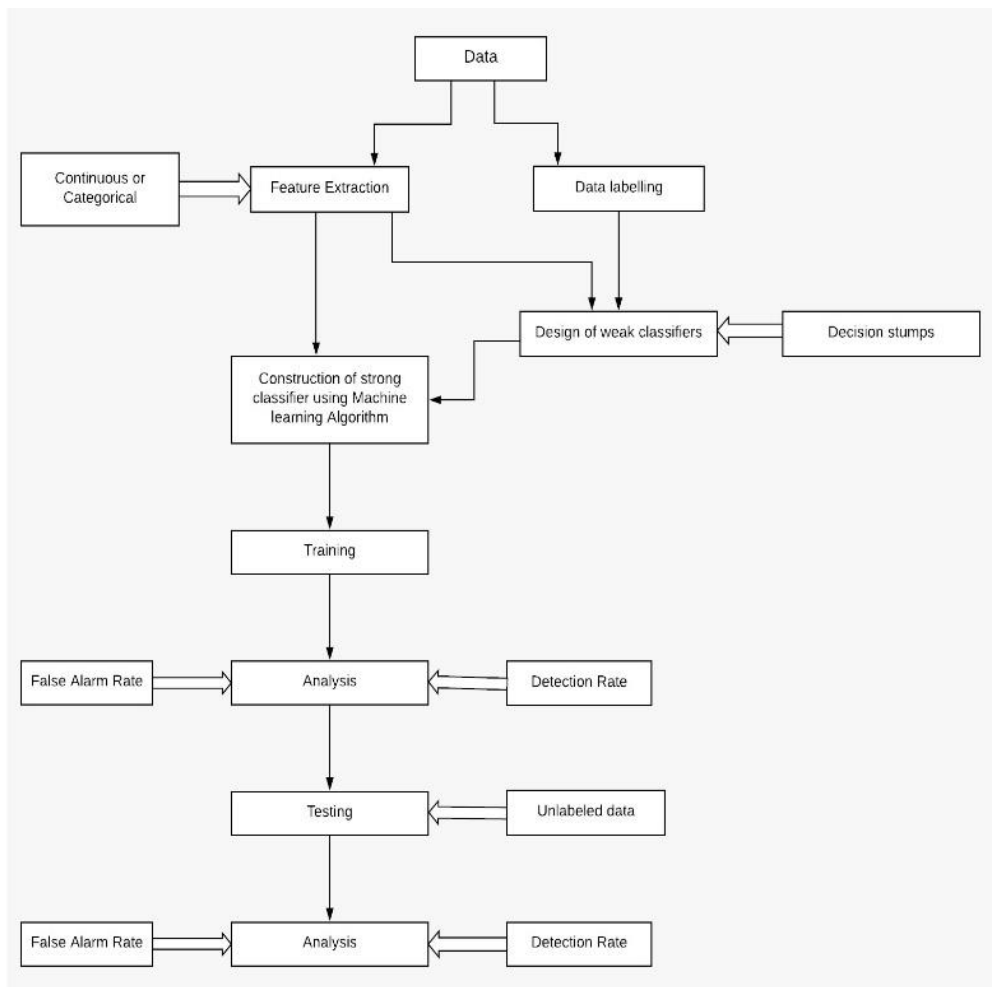 Data
Continuous or
Categorical
Feature Extraction
Data labelling
Design of weak classifiers
Decision stumps
Construction of strong
classifier using Machine
learning Algorithm
Training
False Alarm Rate
Analysis
Detection Rate
Testing
Unlabeled data
False Alarm Rate
Analysis
Detection Rate